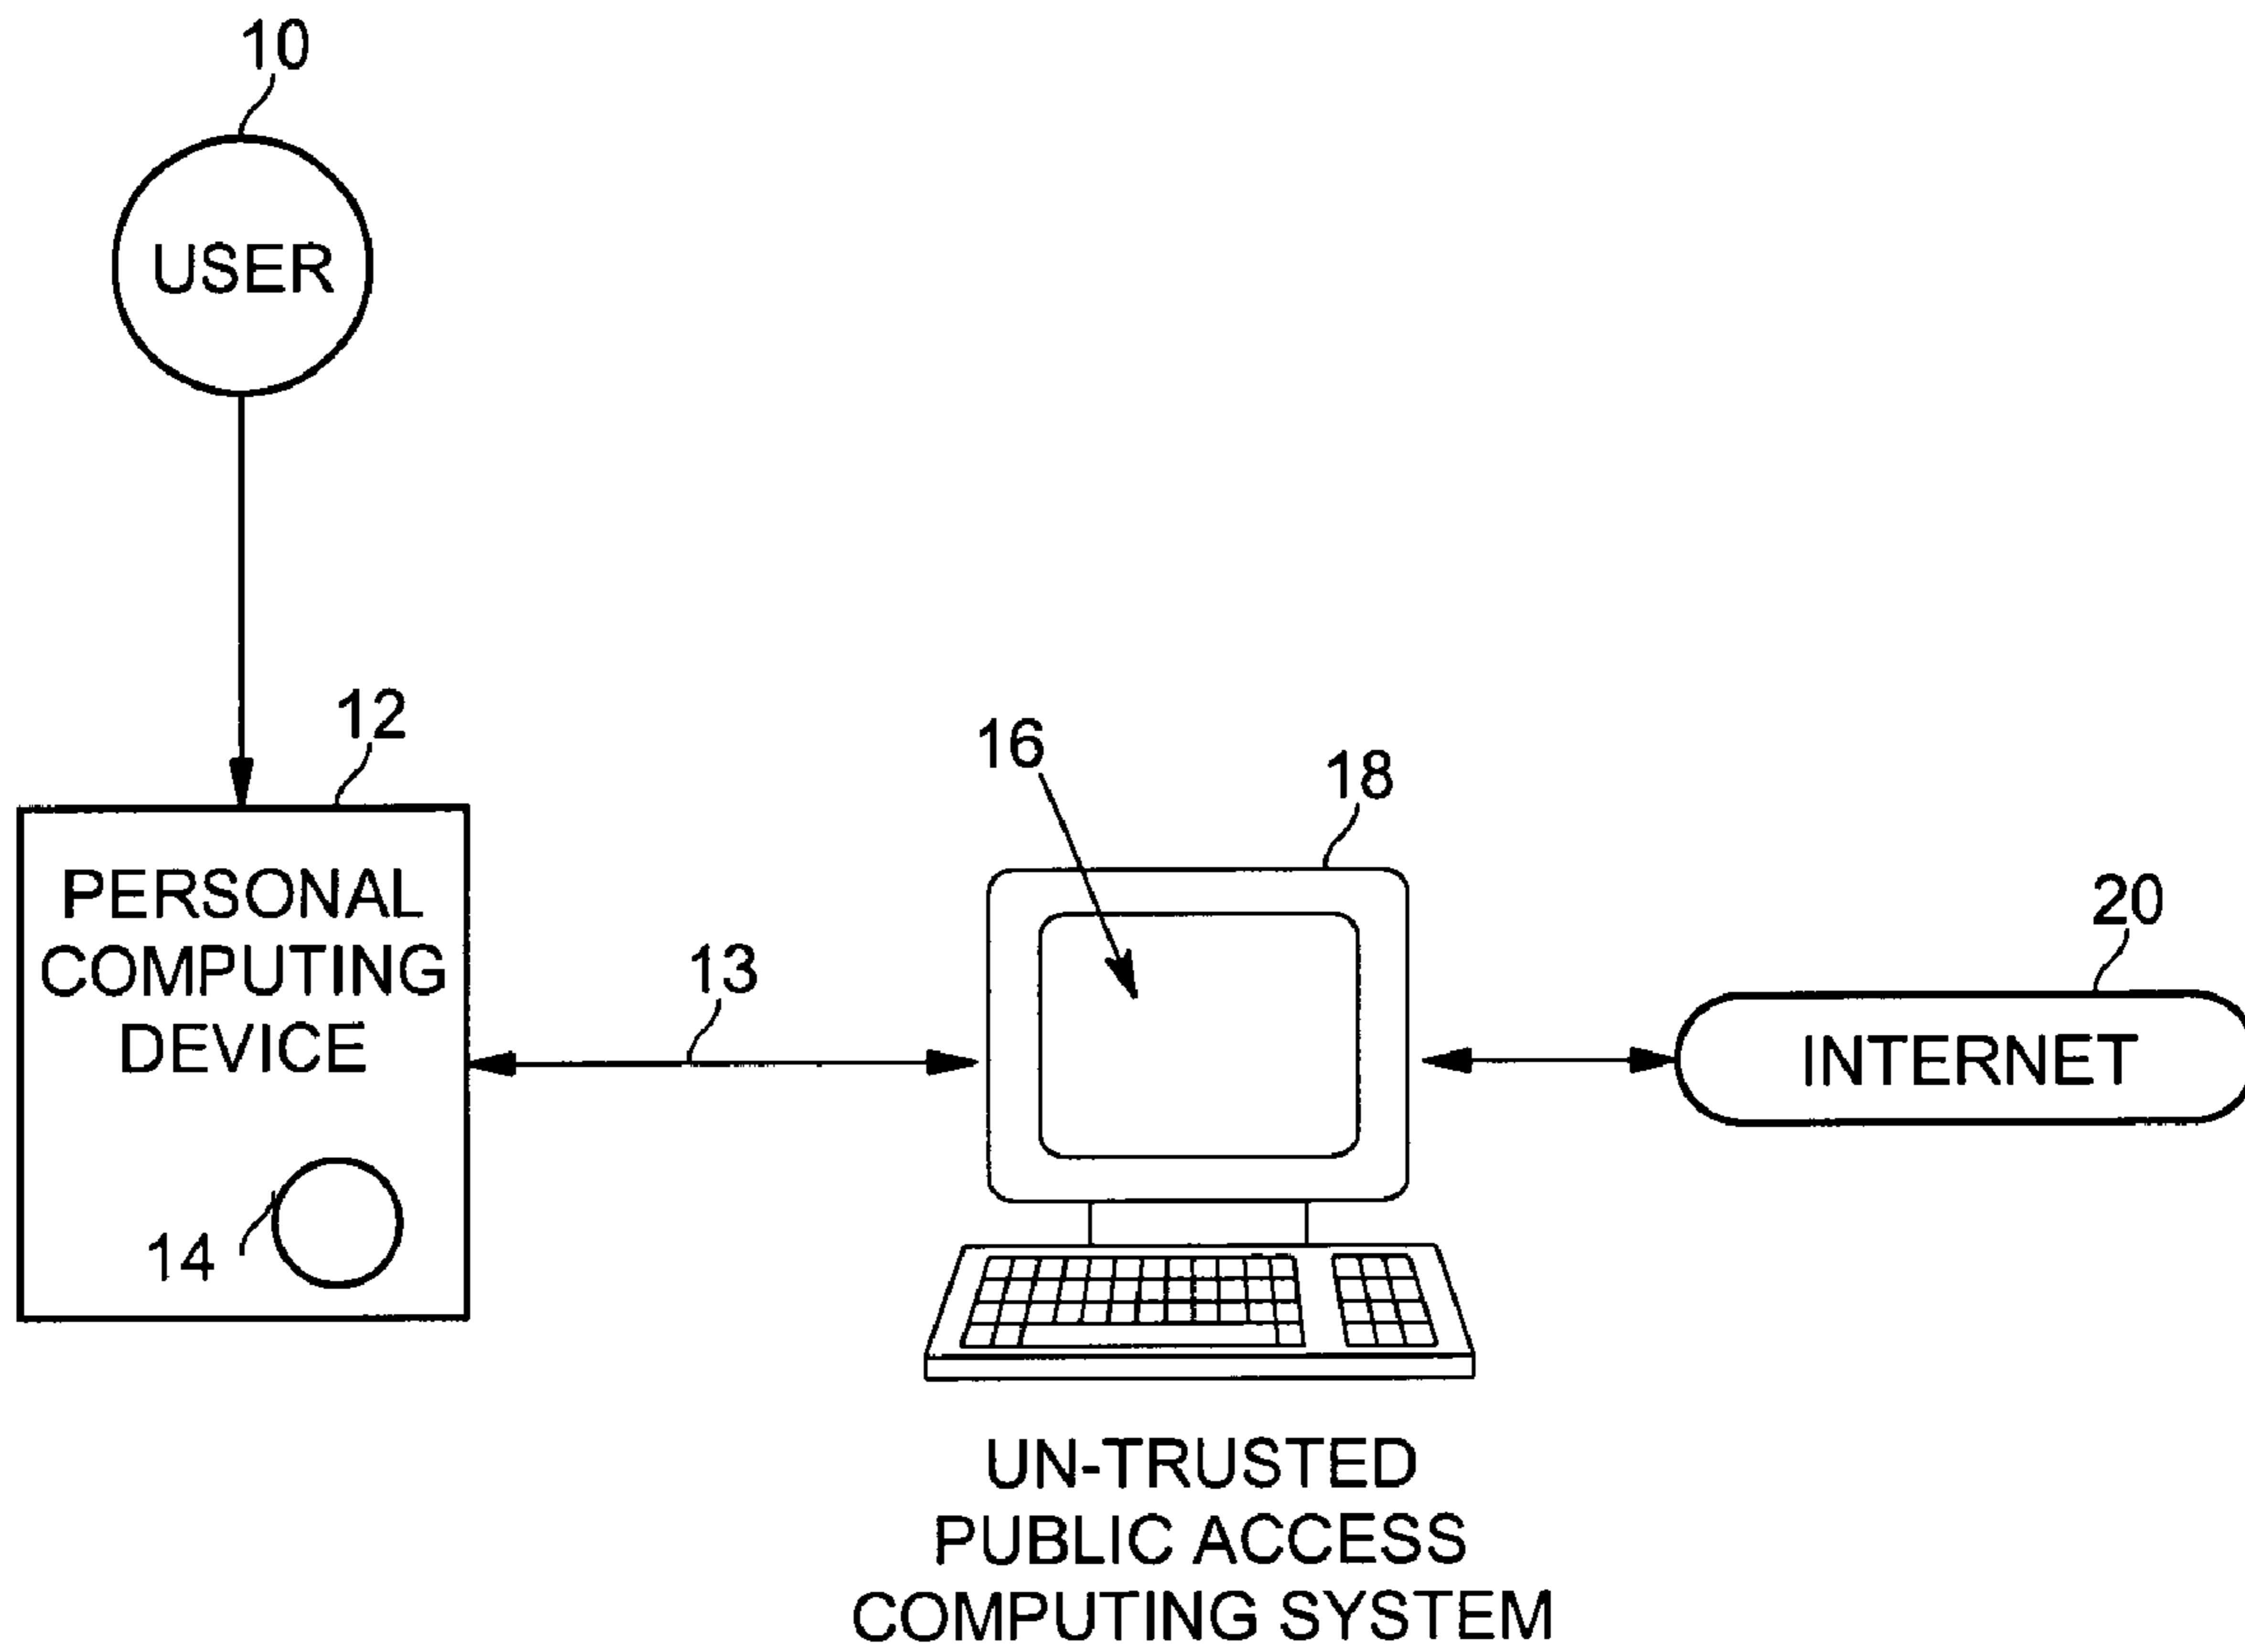 10
USER
12
PERSONAL
COMPUTING
DEVICE
14
13
16
18
20
INTERNET
UN-TRUSTED
PUBLIC ACCESS
COMPUTING SYSTEM